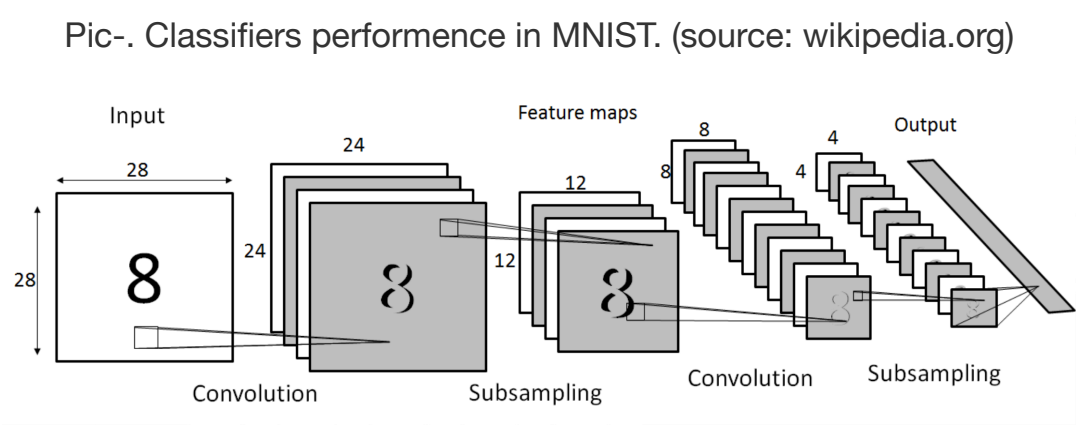 Pic-. Classifiers performence in MNIST. (source: wikipedia.org)
Input
Feature maps
Output
28
28
8
24
24
8
12
12
8
8
8
3
4
4
Convolution
Subsampling
Convolution
Subsampling